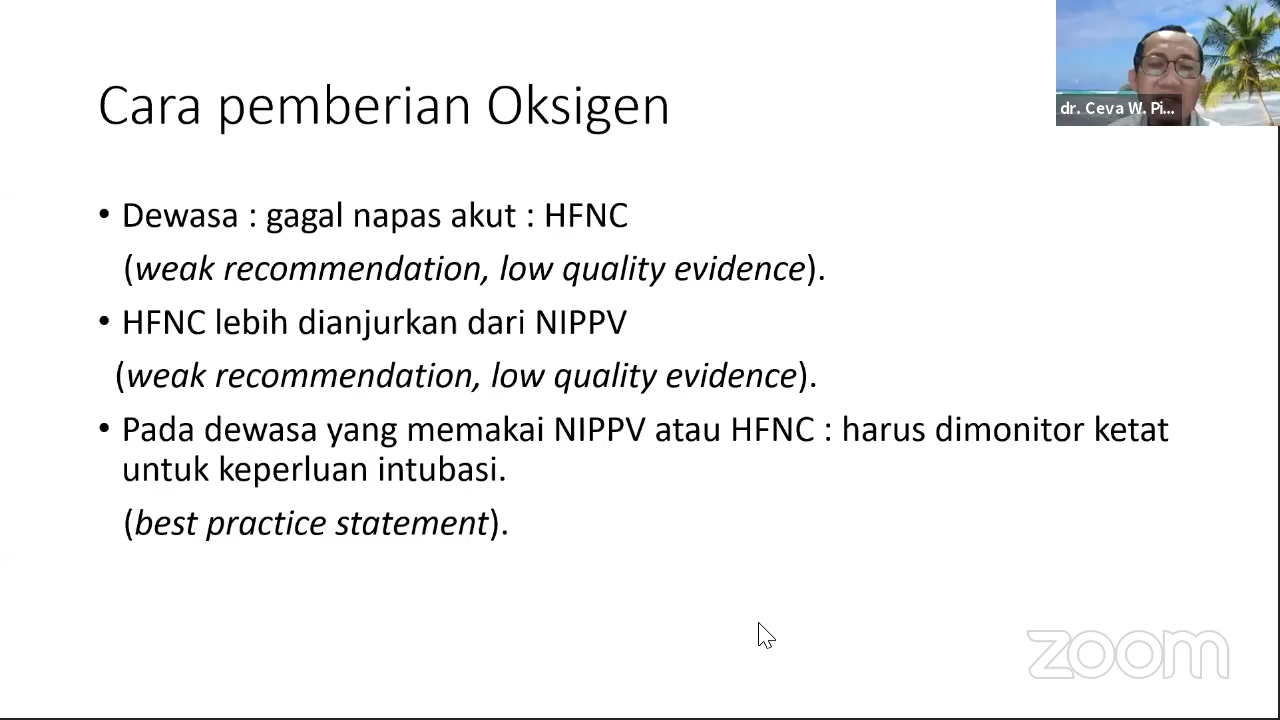 dr. Ceva W. Pi...
Cara pemberian Oksigen
• Dewasa : gagal napas akut : HFNC
(weak recommendation, low quality evidence).
• HFNC lebih dianjurkan dari NIPPV
(weak recommendation, low quality evidence).
• Pada dewasa yang memakai NIPPV atau HFNC : harus dimonitor ketat
untuk keperluan intubasi.
(best practice statement).
zoom